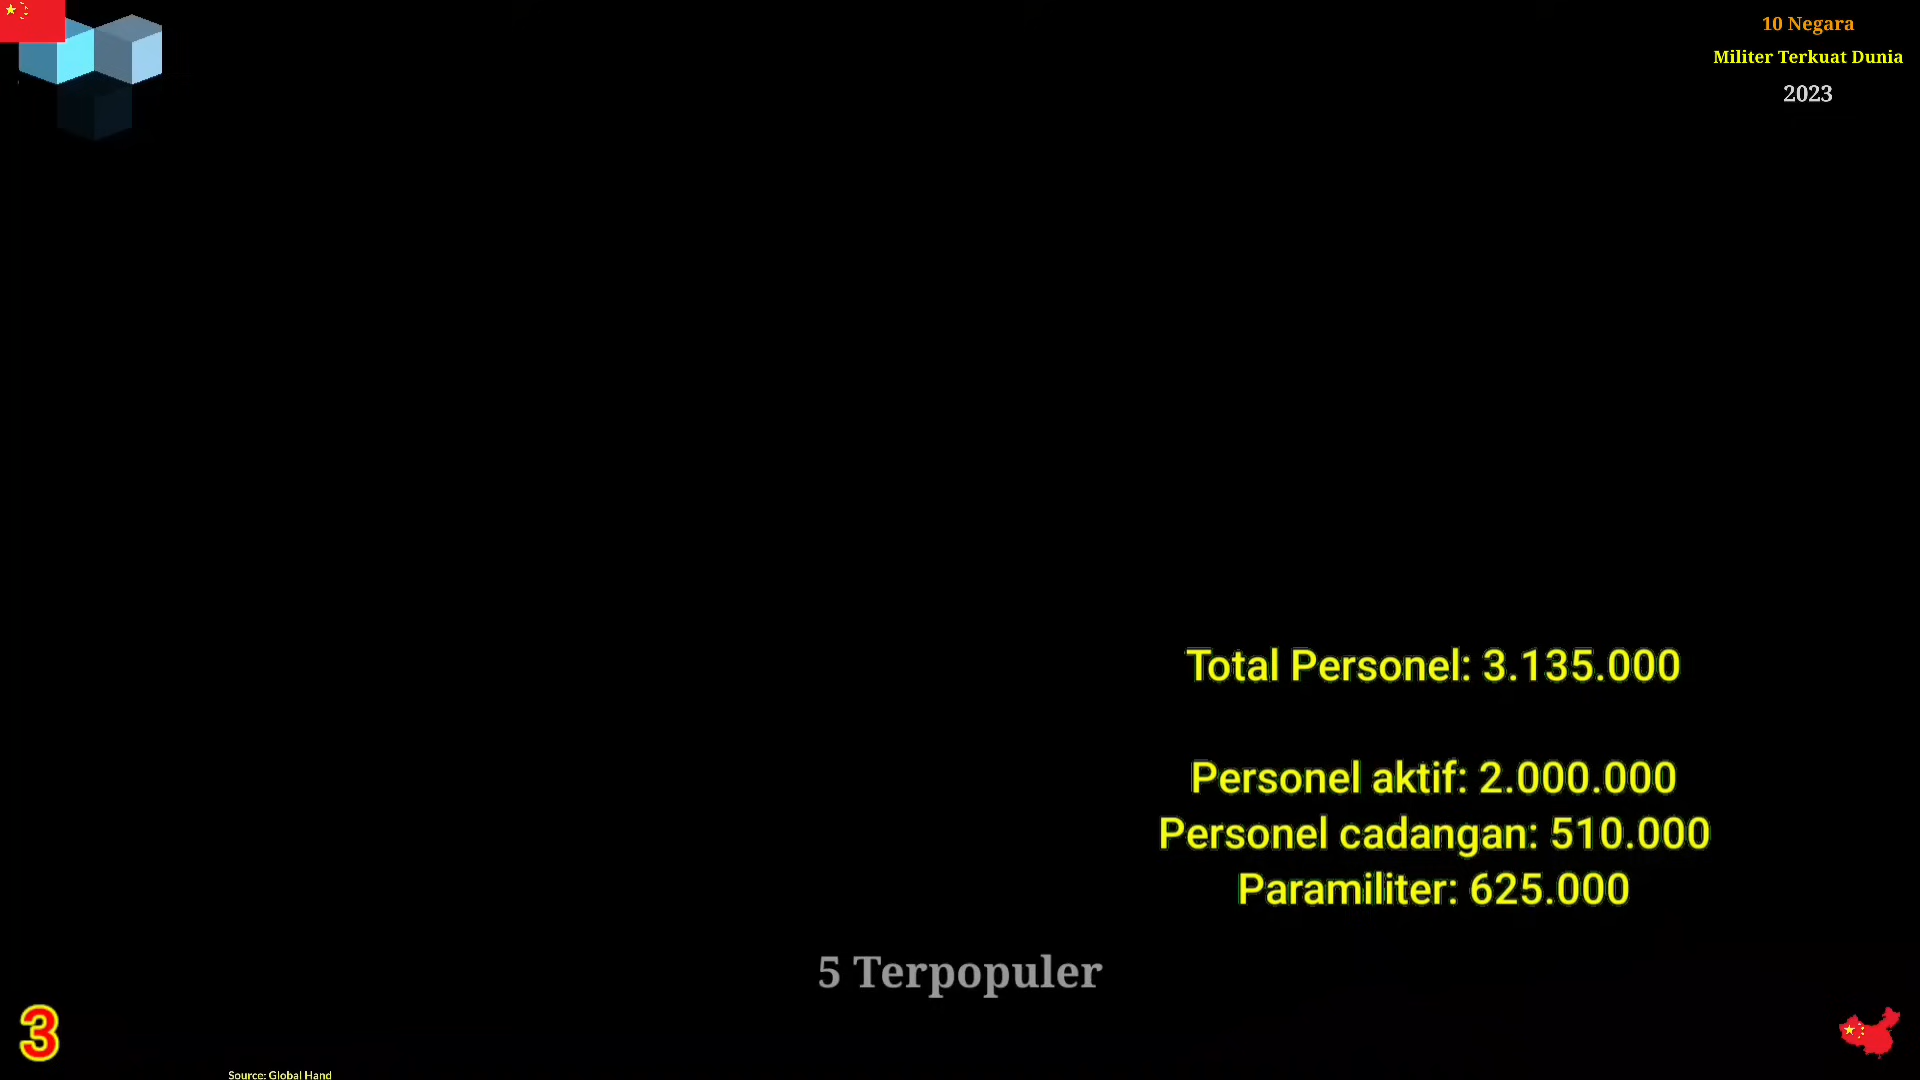 10 Negara
Militer Terkuat Dunia
2023
Total Personel: 3.135.000
Personel aktif: 2.000.000
Personel cadangan: 510.000
Paramiliter: 625.000
5 Terpopuler
3
Source: Global Hand